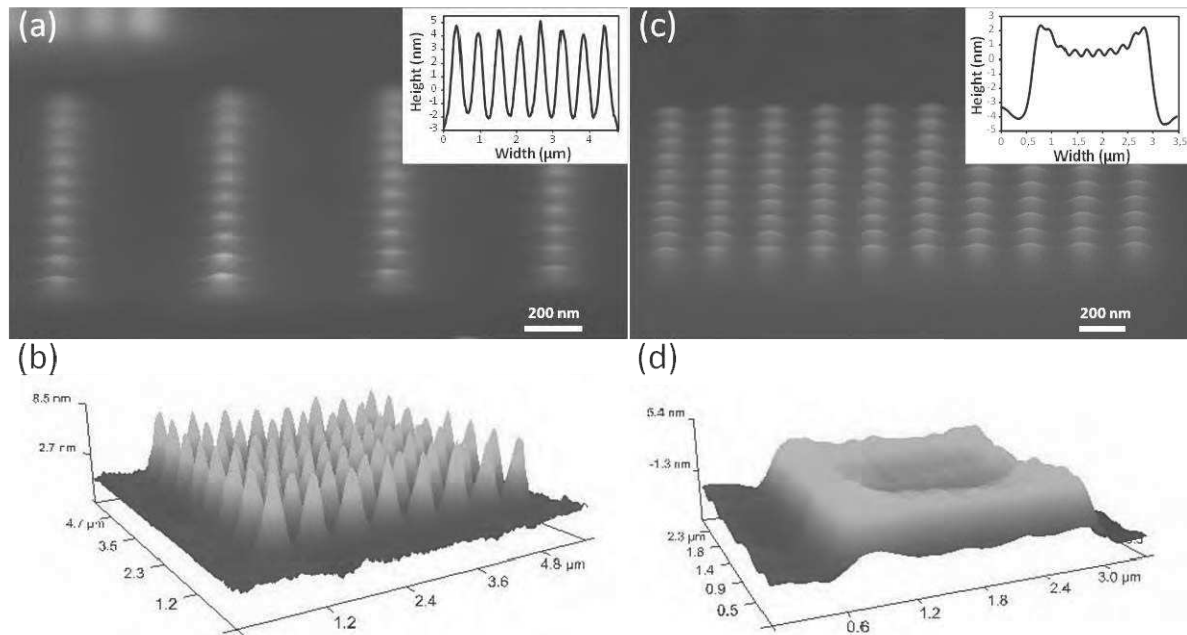 (a)
5
4
3
2
1
0
-1
-2
-3
Height (nm)
0 1 2 3 4
Width (µm)
200 nm
(c)
3
2
1
0
-1
-2
-3
-4
-5
Height (nm)
0 0,5 1 1,5 2 2,5 3 3,5
Width (µm)
200 nm
(b)
8.5 nm
2.7 nm
4.7 µm
3.5
2.3
1.2
1.2
2.4
3.6
4.8 µm
(d)
5.4 nm
-1.3 nm
2.3 µm
1.8
1.4
0.9
0.5
0.6
1.2
1.8
2.4
3.0 µm